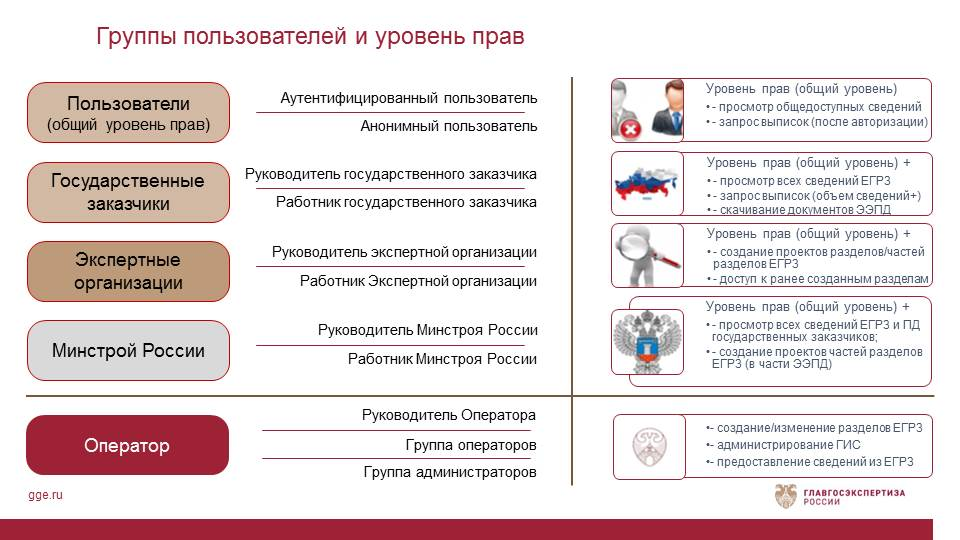 Группы пользователей и уровень прав
Пользователи
(общий уровень прав)
Аутентифицированный пользователь
Анонимный пользователь
Уровень прав (общий уровень)
•- просмотр общедоступных сведений
•- запрос выписок (после авторизации)
Государственные
заказчики
Руководитель государственного заказчика
Работник государственного заказчика
Уровень прав (общий уровень) +
•- просмотр всех сведений ЕГРЗ
•- запрос выписок (объем сведений+)
•- скачивание документов ЭЭПД
Экспертные
организации
Руководитель экспертной организации
Работник Экспертной организации
Уровень прав (общий уровень) +
•- создание проектов разделов/частей
разделов ЕГРЗ
•- доступ к ранее созданным разделам
Минстрой России
Руководитель Минстроя России
Работник Минстроя России
Уровень прав (общий уровень) +
•- просмотр всех сведений ЕГРЗ и ПД
государственных заказчиков;
•- создание проектов частей разделов
ЕГРЗ (в части ЭЭПД)
Оператор
Руководитель Оператора
Группа операторов
Группа администраторов
•- создание/изменение разделов ЕГРЗ
•- администрирование ГИС
•- предоставление сведений из ЕГРЗ
gge.ru
ГЛАВГОСЭКСПЕРТИЗА
РОССИИ